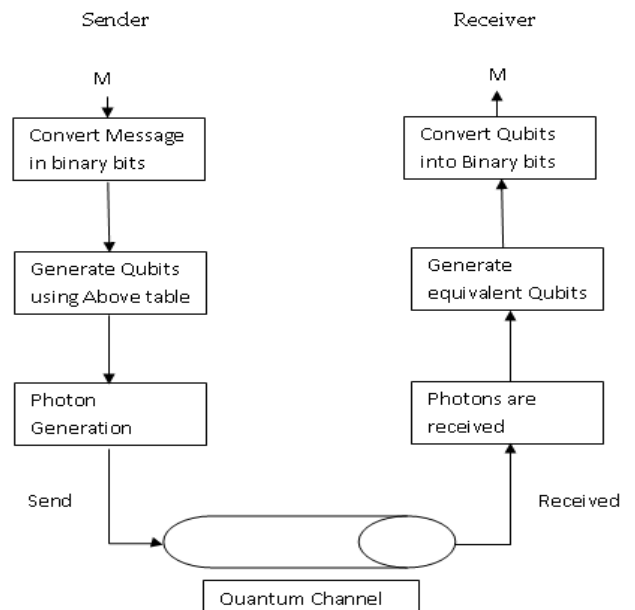 Sender
Receiver
M
M
Convert Message
in binary bits
Convert Qubits
into Binary bits
Generate Qubits
using Above table
Generate
equivalent Qubits
Photon
Generation
Photons are
received
Send
Received
Quantum Channel